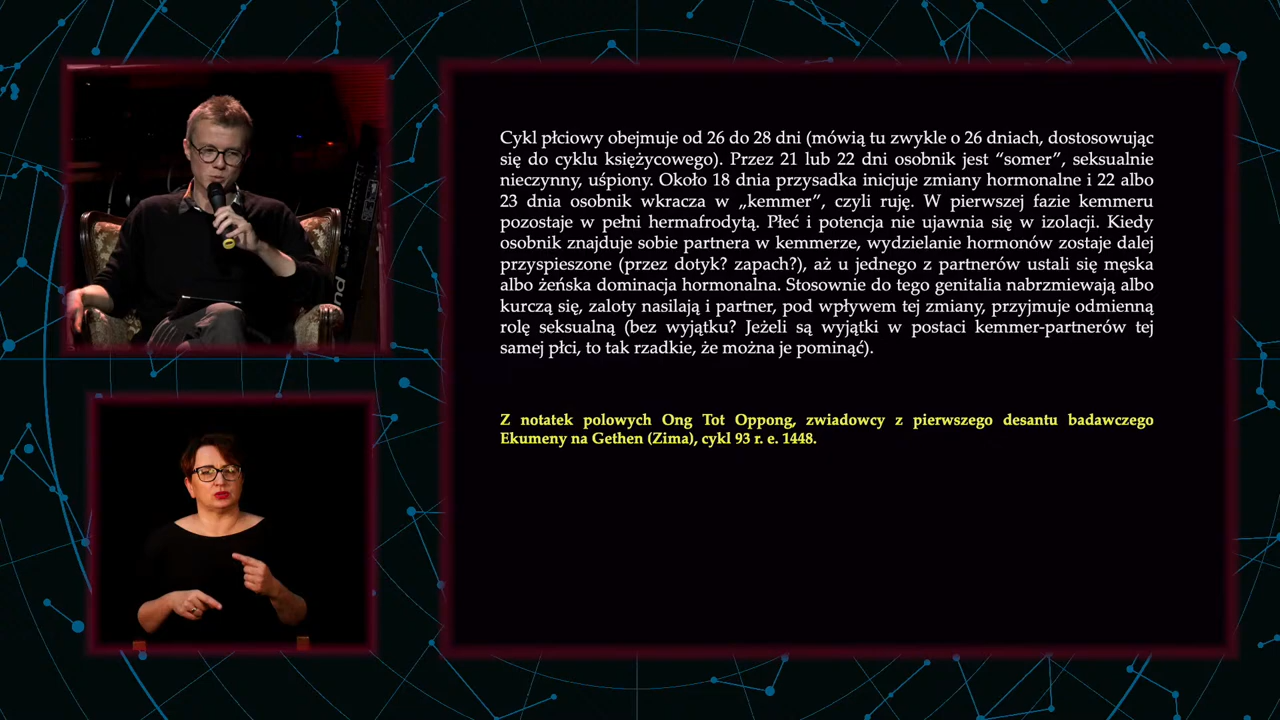 Cykl płciowy obejmuje od 26 do 28 dni (mówią tu zwykle o 26 dniach, dostosowując
się do cyklu księżycowego). Przez 21 lub 22 dni osobnik jest “somer”, seksualnie
nieczynny, uśpiony. Około 18 dnia przysadka inicjuje zmiany hormonalne i 22 albo
23 dnia osobnik wkracza w „kemmer”, czyli ruję. W pierwszej fazie kemmeru
pozostaje w pełni hermafrodytą. Płeć i potencja nie ujawnia się w izolacji. Kiedy
osobnik znajduje sobie partnera w kemmerze, wydzielanie hormonów zostaje dalej
przyspieszone (przez dotyk? zapach?), aż u jednego z partnerów ustali się męska
albo żeńska dominacja hormonalna. Stosownie do tego genitalia nabrzmiewają albo
kurczą się, zaloty nasilają i partner, pod wpływem tej zmiany, przyjmuje odmienną
rolę seksualną (bez wyjątku? Jeżeli są wyjątki w postaci kemmer-partnerów tej
samej płci, to tak rzadkie, że można je pominąć).
Z notatek polowych Ong Tot Oppong, zwiadowcy z pierwszego desantu badawczego
Ekumeny na Gethen (Zima), cykl 93 r. e. 1448.